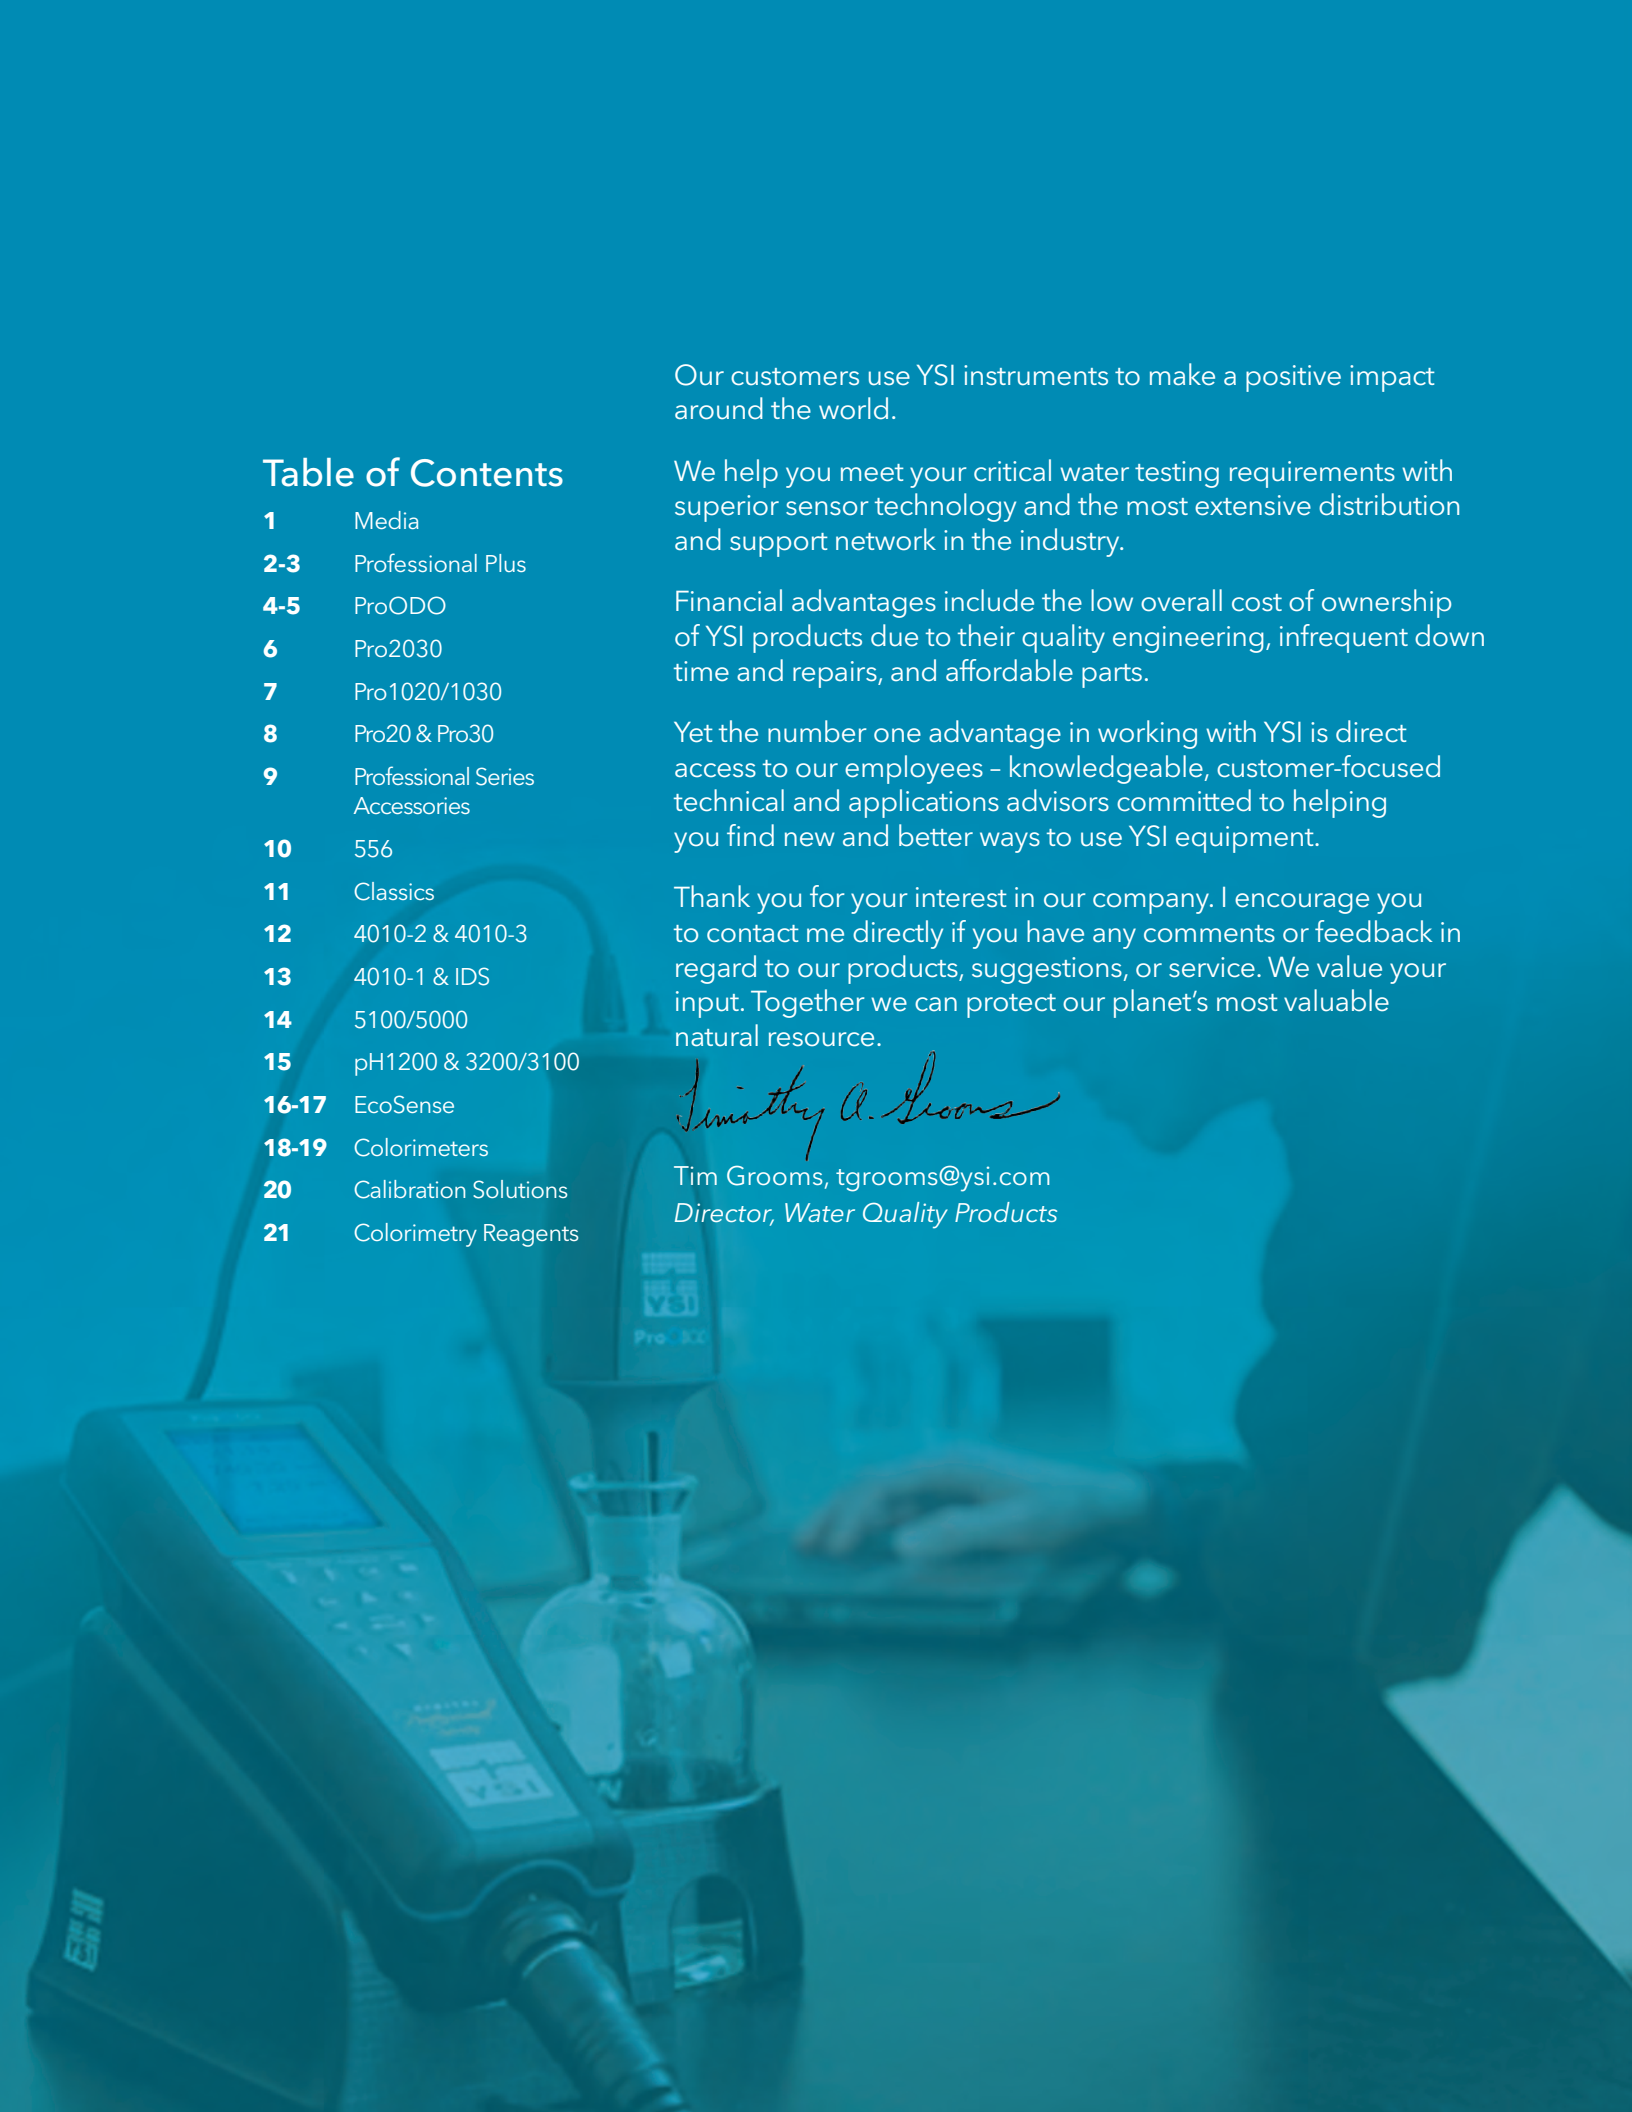 Our customers use YSI instruments to make a positive impact
around the world.
We help you meet your critical water testing requirements with
superior sensor technology and the most extensive distribution
and support network in the industry.
Financial advantages include the low overall cost of ownership
of YSI products due to their quality engineering, infrequent down
time and repairs, and affordable parts.
Yet the number one advantage in working with YSI is direct
access to our employees – knowledgeable, customer-focused
technical and applications advisors committed to helping
you find new and better ways to use YSI equipment.
Thank you for your interest in our company. I encourage you
to contact me directly if you have any comments or feedback in
regard to our products, suggestions, or service. We value your
input. Together we can protect our planet’s most valuable
natural resource.
Timothy A. Grooms
Tim Grooms, tgrooms@ysi.com
Director, Water Quality Products
Table of Contents
1 Media
2-3 Professional Plus
4-5 ProODO
6 Pro2030
7 Pro1020/1030
8 Pro20 & Pro30
9 Professional Series
Accessories
10 556
11 Classics
12 4010-2 & 4010-3
13 4010-1 & IDS
14 5100/5000
15 pH1200 & 3200/3100
16-17 EcoSense
18-19 Colorimeters
20 Calibration Solutions
21 Colorimetry Reagents
YSI
YSI